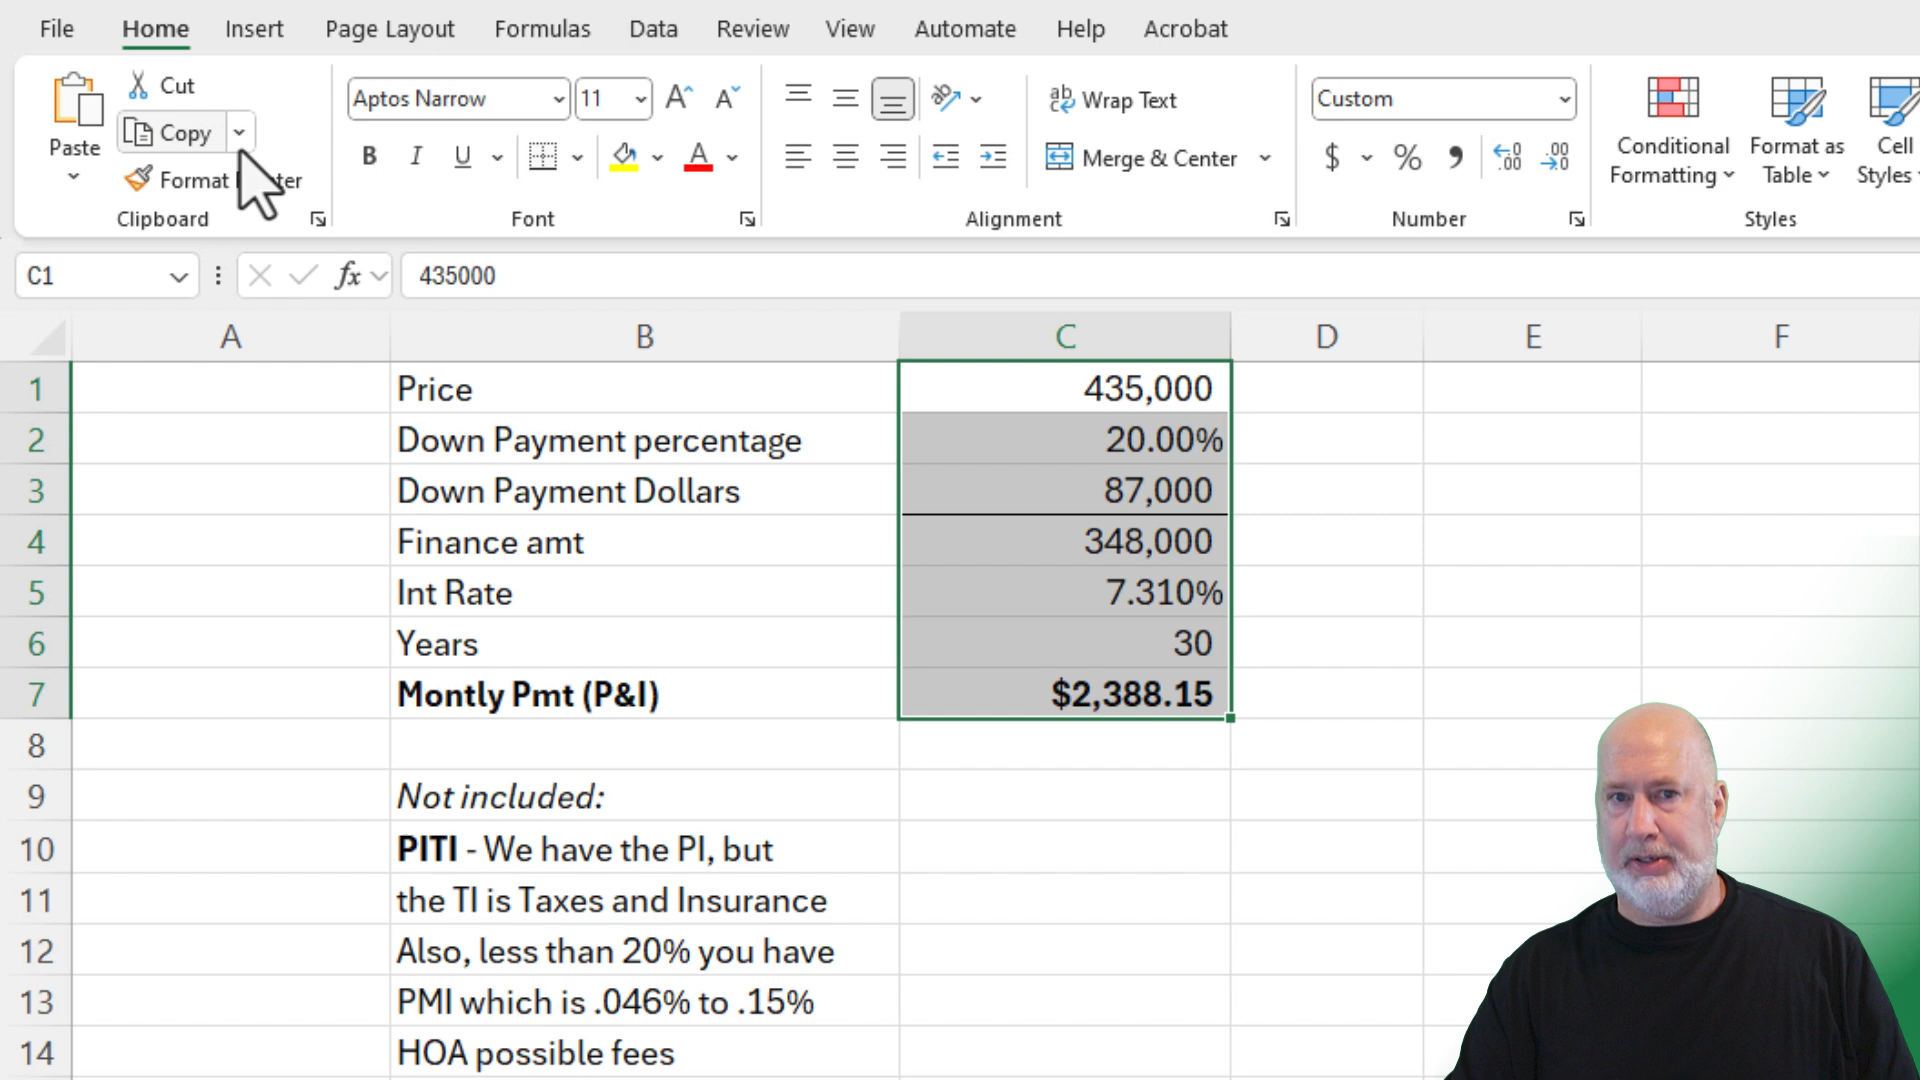 File Home Insert Page Layout Formulas Data Review View Automate Help Acrobat
Paste
Cut
Copy
Format
Clipboard
Aptos Narrow 11
B I U
Font
Wrap Text
Merge & Center
Alignment
Custom
$ % 9
Number
Conditional Formatting
Format as Table
Cell Styles
Styles
C1 fx 435000
A B C D E F
1 Price 435,000
2 Down Payment percentage 20.00%
3 Down Payment Dollars 87,000
4 Finance amt 348,000
5 Int Rate 7.310%
6 Years 30
7 Montly Pmt (P&I) $2,388.15
8
9 Not included:
10 PITI - We have the PI, but
11 the TI is Taxes and Insurance
12 Also, less than 20% you have
13 PMI which is .046% to .15%
14 HOA possible fees